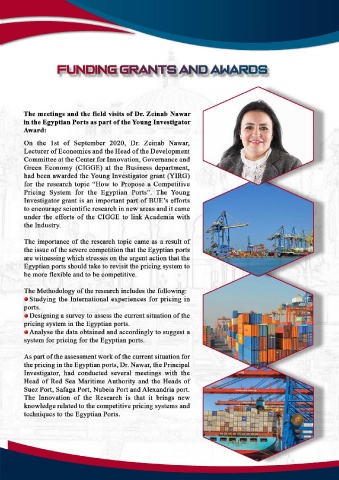 FUNDING GRANTS AND AWARDS
The meetings and the field visits of Dr. Zeinab Nawar
in the Egyptian Ports as part of the Young Investigator
Award:
On the 1st of September 2020, Dr. Zeinab Nawar,
Lecturer of Economics and the Head of the Development
Committee at the Center for Innovation, Governance and
Green Economy (CIGGE) at the Business department,
had been awarded the Young Investigator grant (YIRG)
for the research topic “How to Propose a Competitive
Pricing System for the Egyptian Ports”. The Young
Investigator grant is an important part of BUE’s efforts
to encourage scientific research in new areas and it came
under the efforts of the CIGGE to link Academia with
the Industry.
The importance of the research topic came as a result of
the issue of the severe competition that the Egyptian ports
are witnessing which stresses on the urgent action that the
Egyptian ports should take to revisit the pricing system to
be more flexible and to be competitive.
The Methodology of the research includes the following:
Studying the International experiences for pricing in
ports.
Designing a survey to assess the current situation of the
pricing system in the Egyptian ports.
Analyse the data obtained and accordingly to suggest a
system for pricing for the Egyptian ports.
As part of the assessment work of the current situation for
the pricing in the Egyptian ports, Dr. Nawar, the Principal
Investigator, had conducted several meetings with the
Head of Red Sea Maritime Authority and the Heads of
Suez Port, Safaga Port, Nubeia Port and Alexandria port.
The Innovation of the Research is that it brings new
knowledge related to the competitive pricing systems and
techniques to the Egyptian Ports.